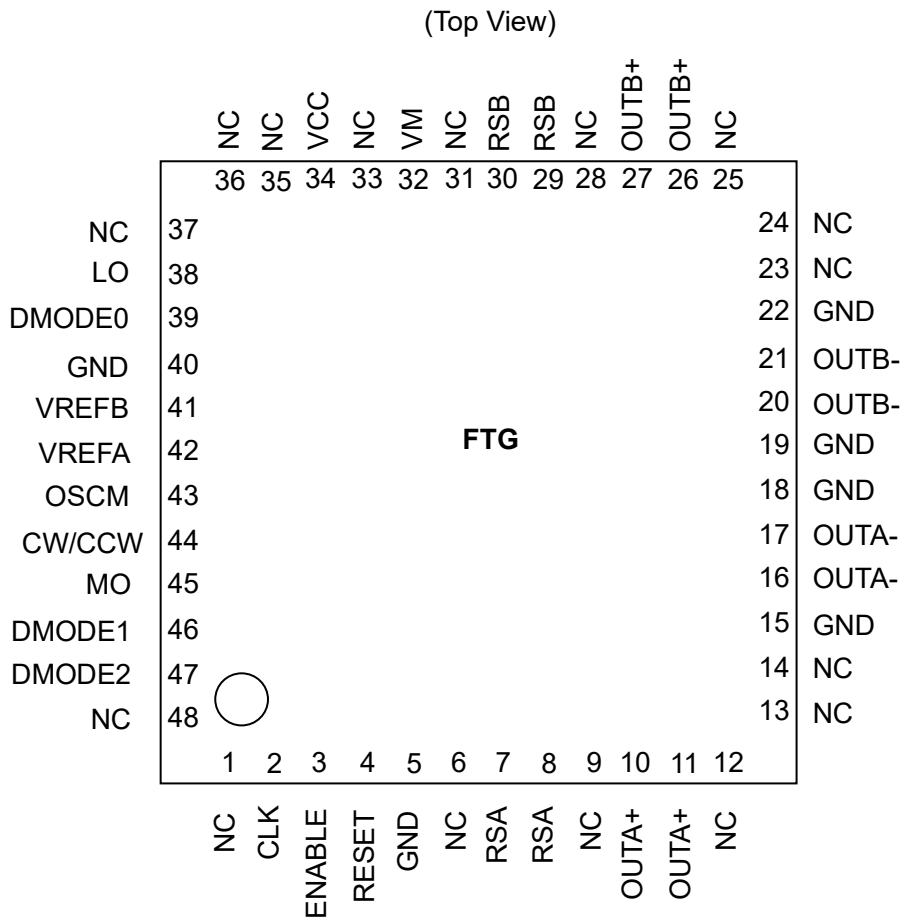 (Top View)
NC NC VCC NC VM NC RSB RSB NC OUTB+ OUTB+ NC
36 35 34 33 32 31 30 29 28 27 26 25
NC 37
LO 38
DMODE0 39
GND 40
VREFB 41
VREFA 42
OSCM 43
CW/CCW 44
MO 45
DMODE1 46
DMODE2 47
NC 48
FTG
24 NC
23 NC
22 GND
21 OUTB-
20 OUTB-
19 GND
18 GND
17 OUTA-
16 OUTA-
15 GND
14 NC
13 NC
1 2 3 4 5 6 7 8 9 10 11 12
NC CLK ENABLE RESET GND NC RSA RSA NC OUTA+ OUTA+ NC